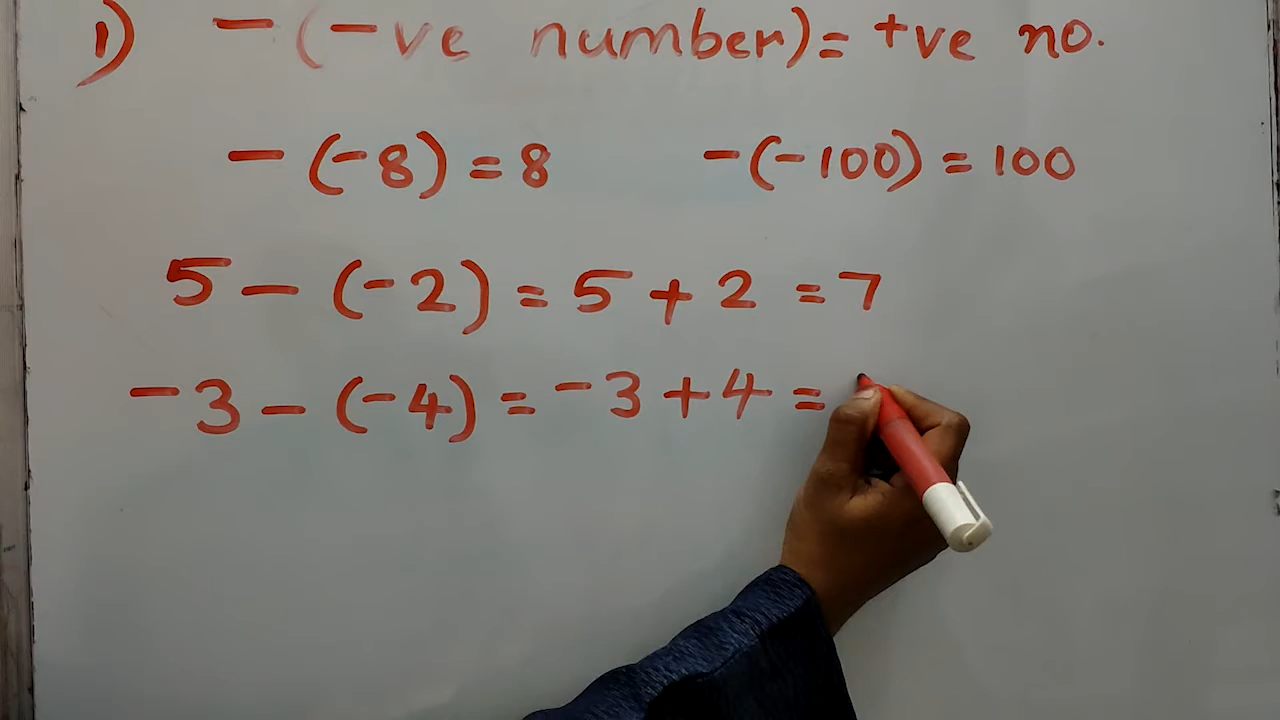 1) - (-ve number) = +ve no.
- (-8) = 8 -(-100) = 100
5 - (-2) = 5 + 2 = 7
-3 - (-4) = -3 + 4 =